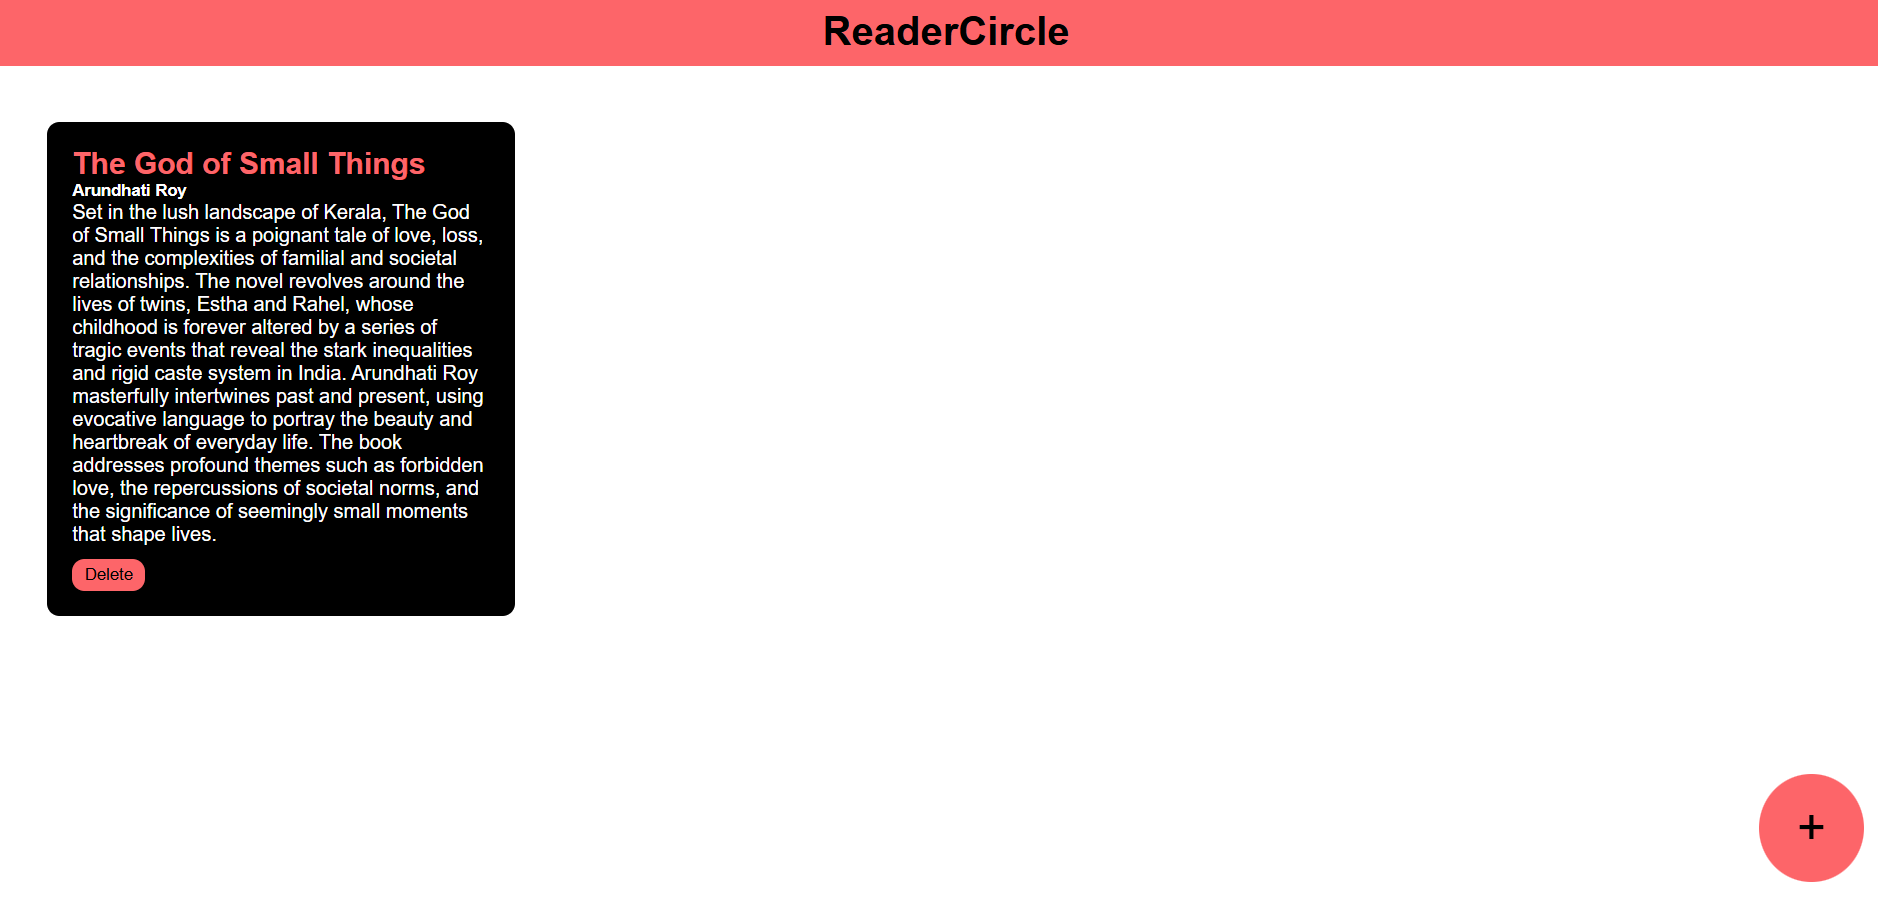 ReaderCircle
The God of Small Things
Arundhati Roy
Set in the lush landscape of Kerala, The God
of Small Things is a poignant tale of love, loss,
and the complexities of familial and societal
relationships. The novel revolves around the
lives of twins, Estha and Rahel, whose
childhood is forever altered by a series of
tragic events that reveal the stark inequalities
and rigid caste system in India. Arundhati Roy
masterfully intertwines past and present, using
evocative language to portray the beauty and
heartbreak of everyday life. The book
addresses profound themes such as forbidden
love, the repercussions of societal norms, and
the significance of seemingly small moments
that shape lives.
Delete
+